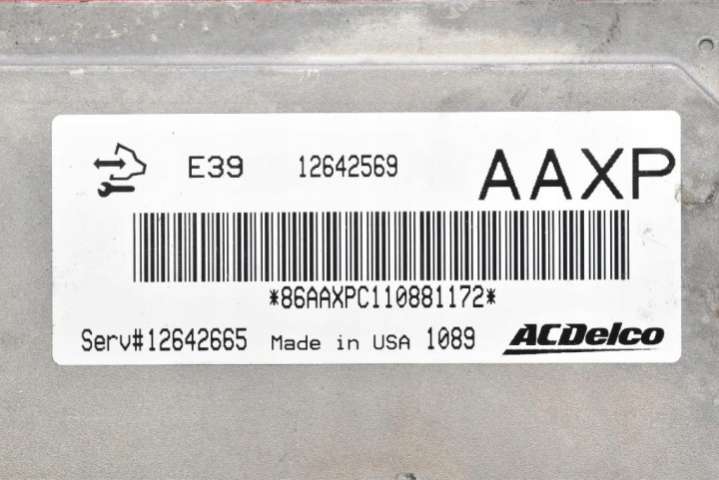 E39 12642569 AAXP
*86AAXPC110881172*
Serv#12642665 Made in USA 1089 ACDelco